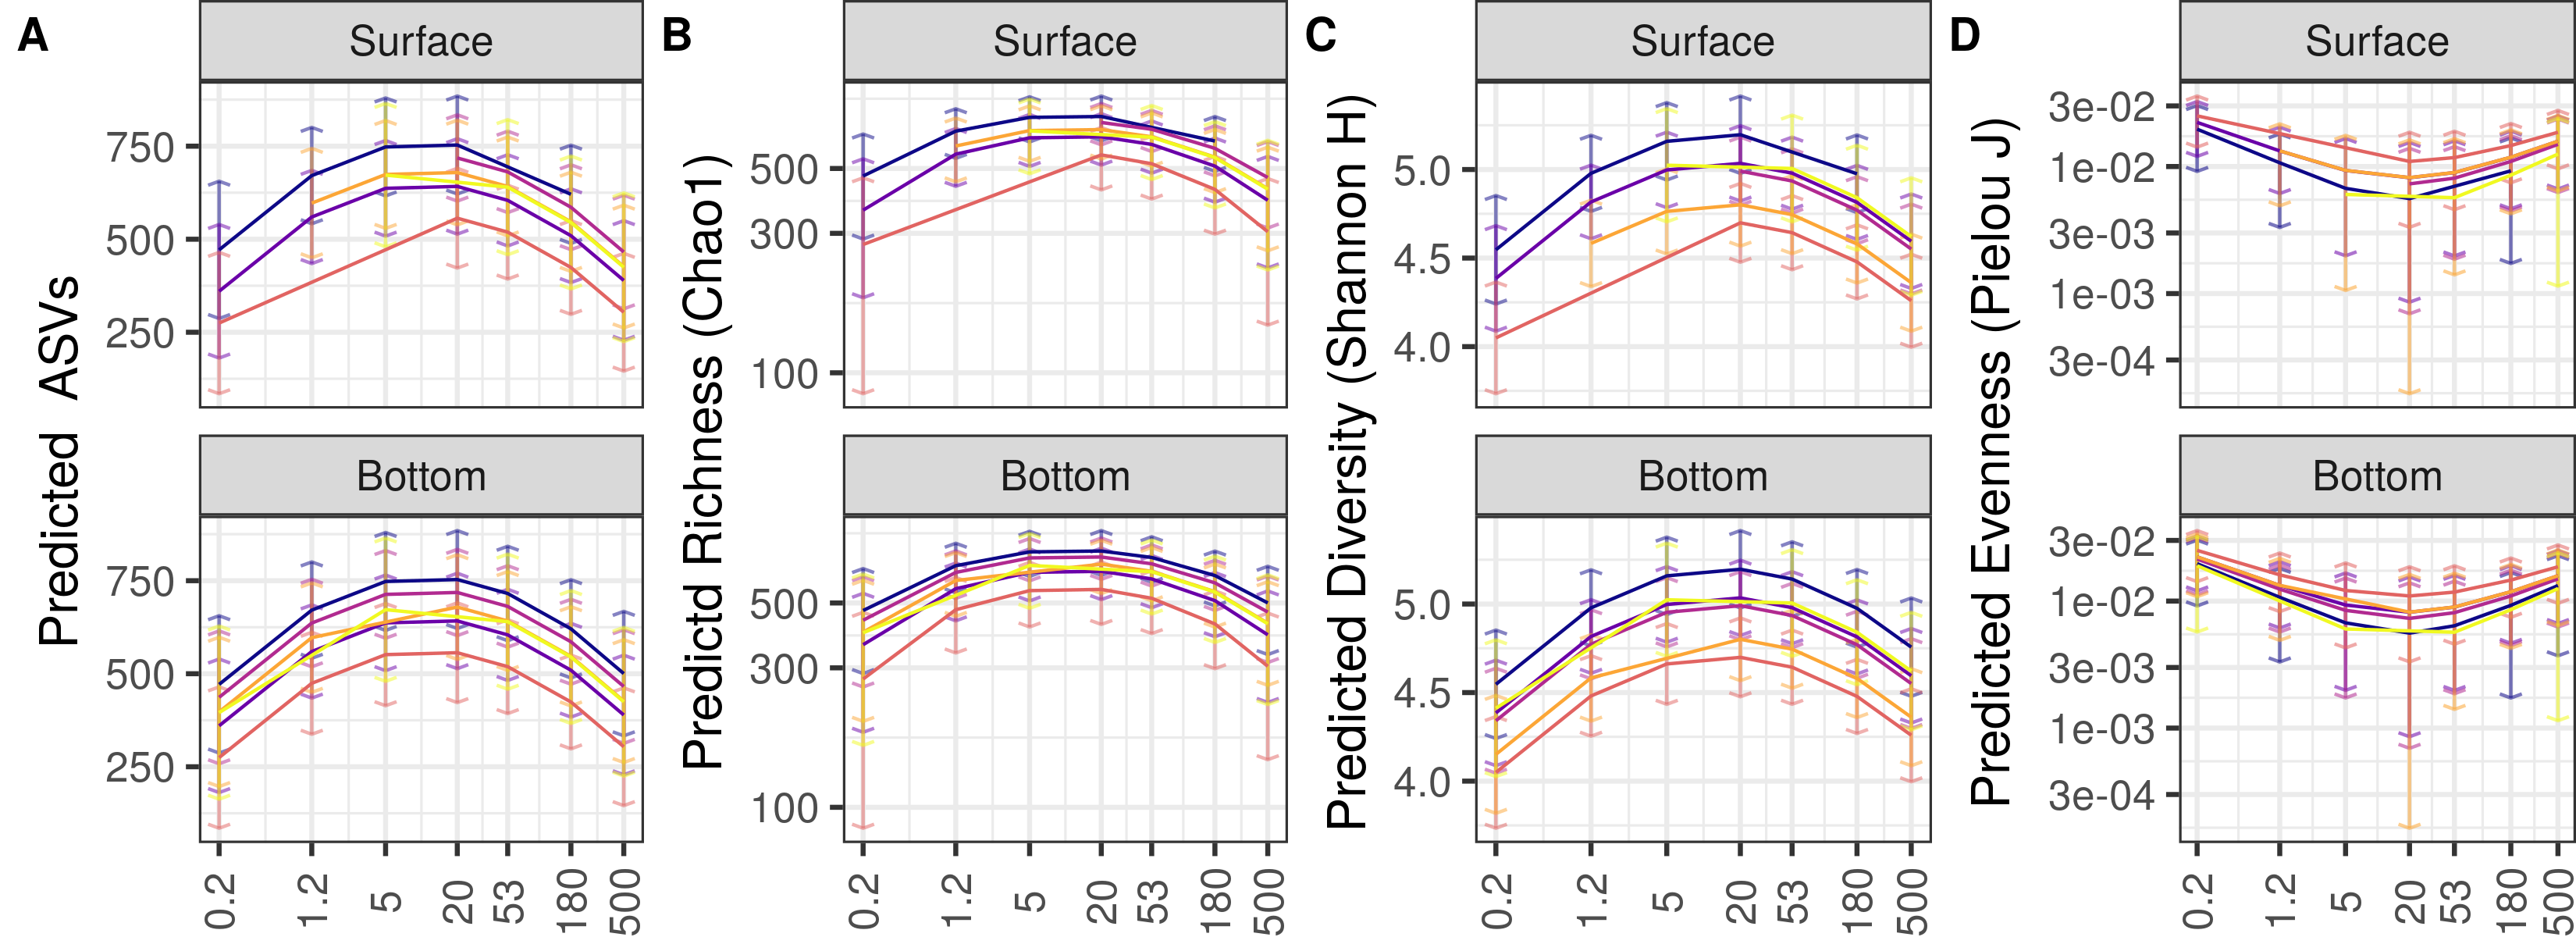 A
Surface
Predicted ASVs
750
500
250
Bottom
750
500
250
0.2
1.2
5
20
53
180
500
B
Surface
Predictd Richness (Chao1)
500
300
100
Bottom
500
300
100
0.2
1.2
5
20
53
180
500
C
Surface
Predicted Diversity (Shannon H)
5.0
4.5
4.0
Bottom
5.0
4.5
4.0
0.2
1.2
5
20
53
180
500
D
Surface
Predicted Evenness (Pielou J)
3e-02
1e-02
3e-03
1e-03
3e-04
Bottom
3e-02
1e-02
3e-03
1e-03
3e-04
0.2
1.2
5
20
53
180
500